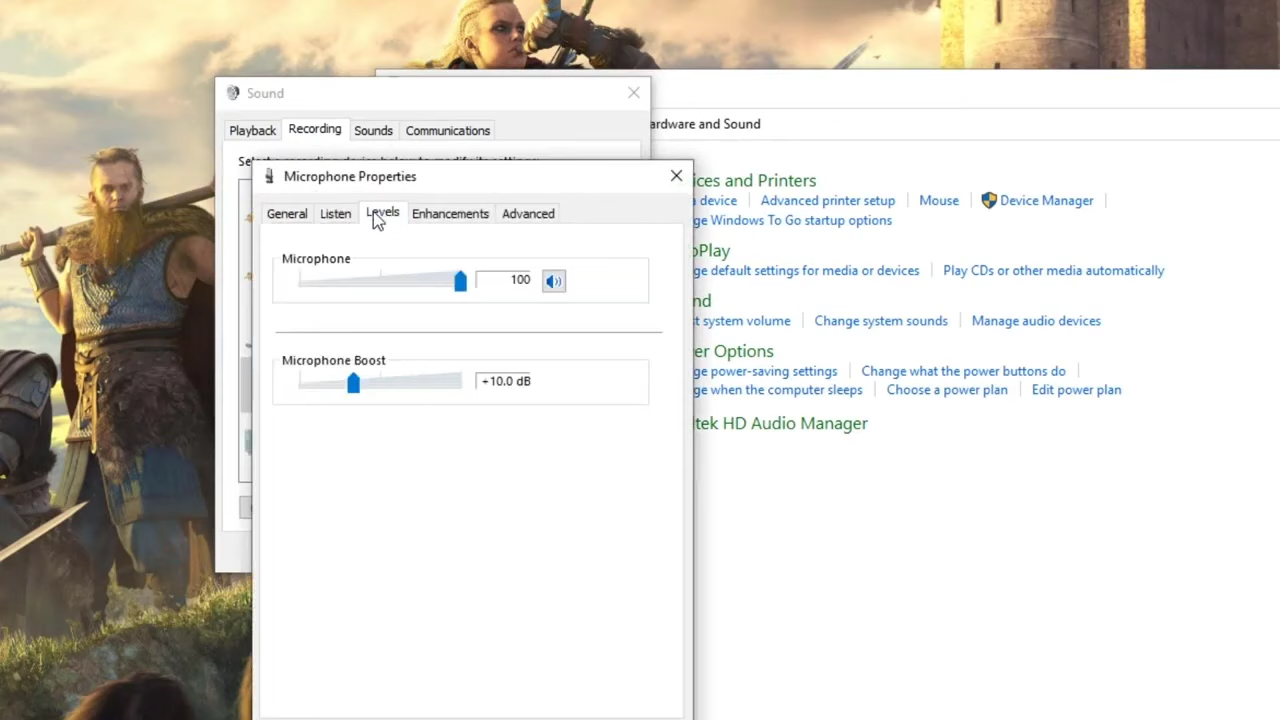 Sound
Playback
Recording
Sounds
Communications
ardware and Sound
Microphone Properties
General
Listen
Levels
Enhancements
Advanced
Microphone
100
Microphone Boost
+10.0 dB
ices and Printers
device
Advanced printer setup
Mouse
Device Manager
ge Windows To Go startup options
oPlay
ge default settings for media or devices
Play CDs or other media automatically
nd
st system volume
Change system sounds
Manage audio devices
er Options
ge power-saving settings
Change what the power buttons do
ge when the computer sleeps
Choose a power plan
Edit power plan
tek HD Audio Manager